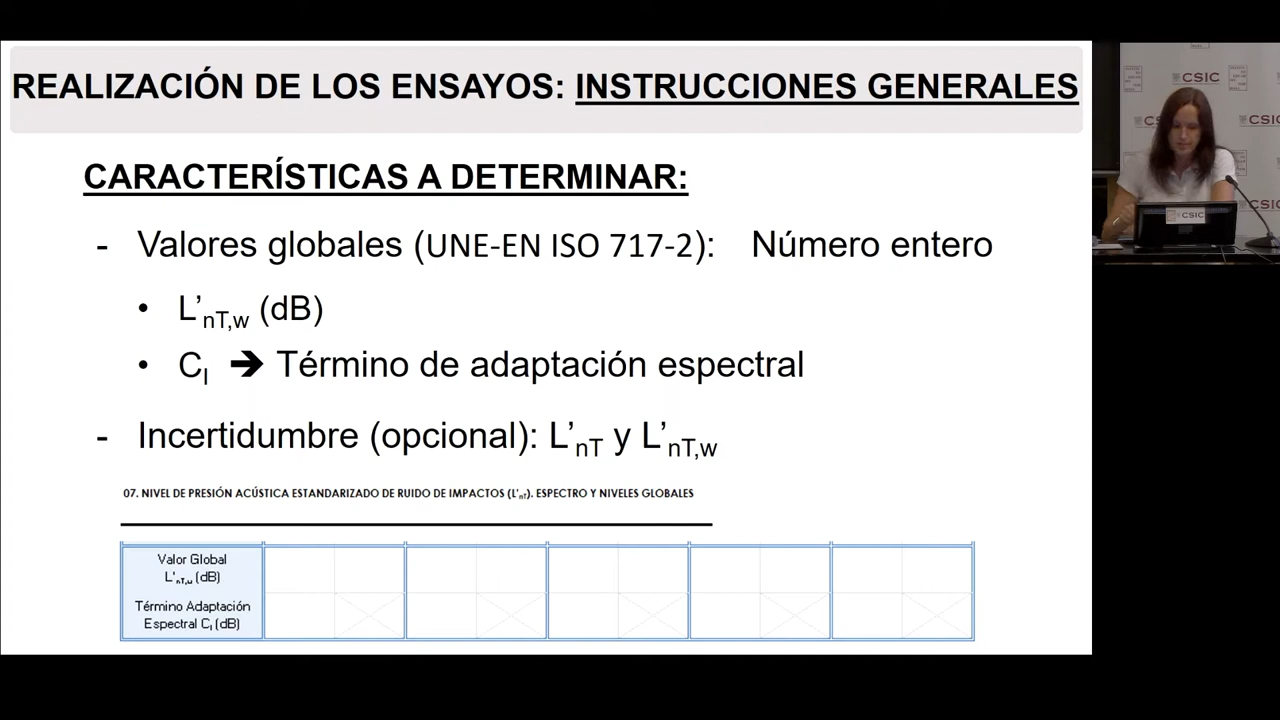 REALIZACIÓN DE LOS ENSAYOS: INSTRUCCIONES GENERALES
CARACTERÍSTICAS A DETERMINAR:
- Valores globales (UNE-EN ISO 717-2): Número entero
• L’nT,w (dB)
• CI ➔ Término de adaptación espectral
- Incertidumbre (opcional): L’nT y L’nT,w
07. NIVEL DE PRESIÓN ACÚSTICA ESTANDARIZADO DE RUIDO DE IMPACTOS (L'nT). ESPECTRO Y NIVELES GLOBALES
Valor Global
L'nT,w (dB)
Término Adaptación
Espectral CI (dB)
CSIC
CSIC
CSIC
CSIC
CSIC